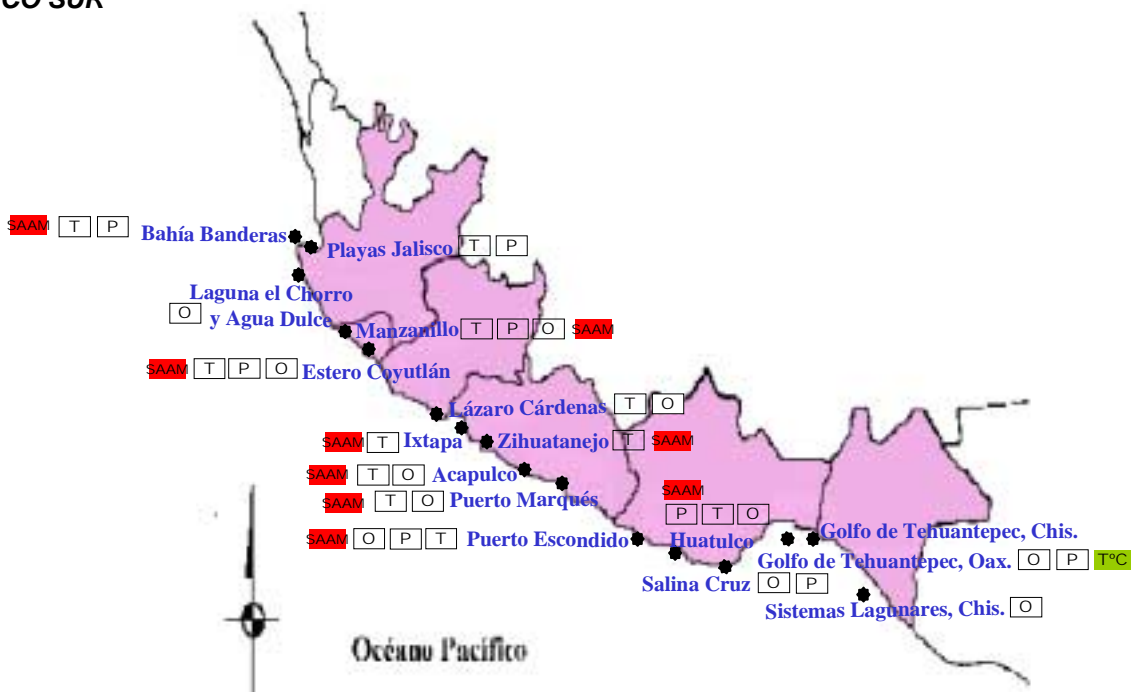 CO SUR
SAAM T P Bahía Banderas
Playas Jalisco T P
Laguna el Chorro
O y Agua Dulce
Manzanillo T P O SAAM
SAAM T P O Estero Coyutlán
Lázaro Cárdenas T O
SAAM T Ixtapa
Zihuatanejo T SAAM
SAAM T O Acapulco
SAAM T O Puerto Marqués
SAAM
P T O
Huatulco
SAAM O P T Puerto Escondido
Golfo de Tehuantepec, Chis.
Golfo de Tehuantepec, Oax. O P TºC
Salina Cruz O P
Sistemas Lagunares, Chis. O
Océano Pacífico